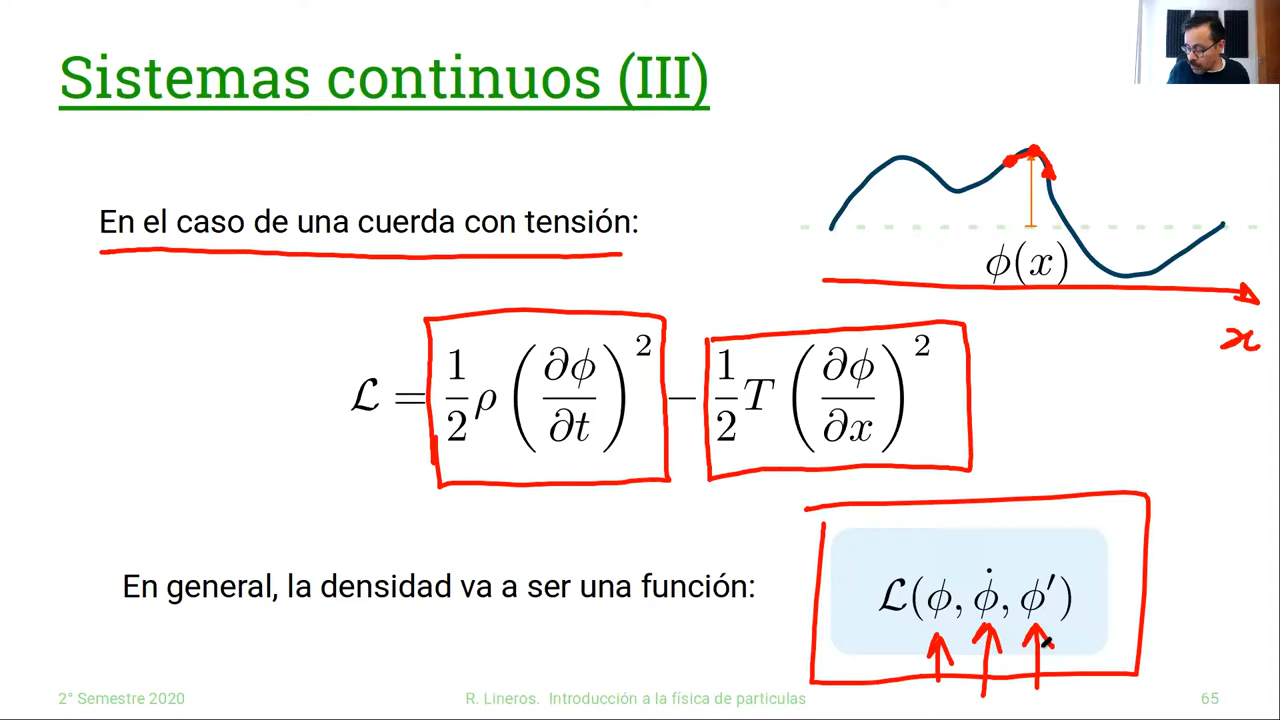 Sistemas continuos (III)
En el caso de una cuerda con tensión:
ϕ(x)
x
ℒ = 1/2 ρ (∂ϕ/∂t)² − 1/2 T (∂ϕ/∂x)²
En general, la densidad va a ser una función:
ℒ(ϕ, ϕ̇, ϕ′)
2° Semestre 2020
R. Lineros. Introducción a la física de particulas
65